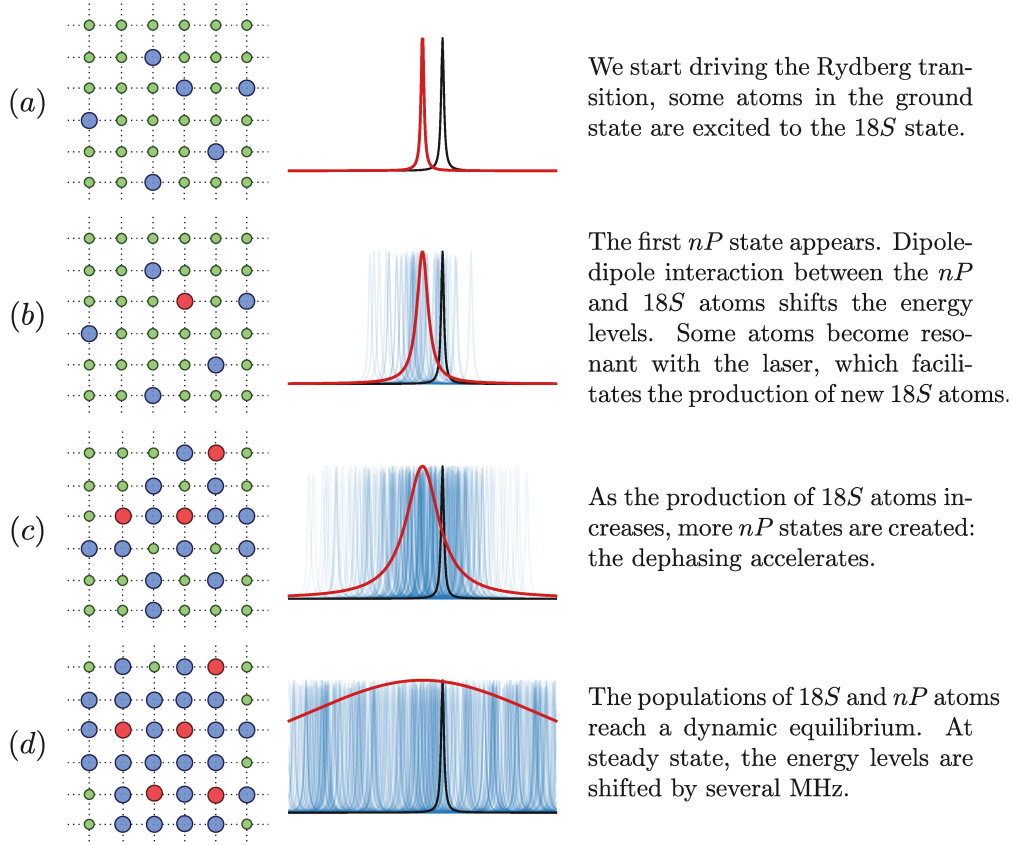 (a)
We start driving the Rydberg tran-
sition, some atoms in the ground
state are excited to the 18S state.
(b)
The first nP state appears. Dipole-
dipole interaction between the nP
and 18S atoms shifts the energy
levels. Some atoms become reso-
nant with the laser, which facili-
tates the production of new 18S atoms.
(c)
As the production of 18S atoms in-
creases, more nP states are created:
the dephasing accelerates.
(d)
The populations of 18S and nP atoms
reach a dynamic equilibrium. At
steady state, the energy levels are
shifted by several MHz.